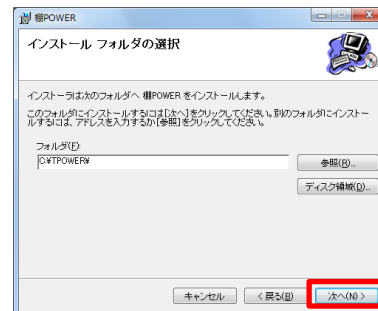 棚POWER
インストール フォルダの選択
インストーラは次のフォルダへ 棚POWER をインストールします。
このフォルダにインストールするには[次へ]をクリックしてください。別のフォルダにインストー
ルするには、アドレスを入力するか[参照]をクリックしてください。
フォルダ(F):
C:¥TPOWER¥
参照(R)...
ディスク領域(D)...
キャンセル
< 戻る(B)
次へ(N) >